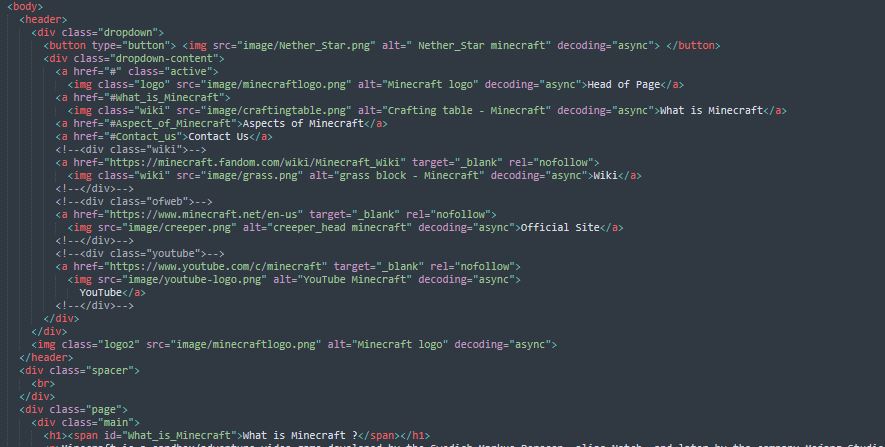 <body>
<header>
<div class="dropdown">
<button type="button"> <img src="image/Nether_Star.png" alt=" Nether_Star minecraft" decoding="async"> </button>
<div class="dropdown-content">
<a href="#" class="active">
<img class="logo" src="image/minecraftlogo.png" alt="Minecraft logo" decoding="async">Head of Page</a>
<a href="#What_is_Minecraft">
<img class="wiki" src="image/craftingtable.png" alt="Crafting table - Minecraft" decoding="async">What is Minecraft</a>
<a href="#Aspect_of_Minecraft">Aspects of Minecraft</a>
<a href="#Contact_us">Contact Us</a>
<!--<div class="wiki">-->
<a href="https://minecraft.fandom.com/wiki/Minecraft_Wiki" target="_blank" rel="nofollow">
<img class="wiki" src="image/grass.png" alt="grass block - Minecraft" decoding="async">Wiki</a>
<!--</div>-->
<!--<div class="ofweb">-->
<a href="https://www.minecraft.net/en-us" target="_blank" rel="nofollow">
<img src="image/creeper.png" alt="creeper_head minecraft" decoding="async">Official Site</a>
<!--</div>-->
<!--<div class="youtube">-->
<a href="https://www.youtube.com/c/minecraft" target="_blank" rel="nofollow">
<img src="image/youtube-logo.png" alt="YouTube Minecraft" decoding="async">
YouTube</a>
<!--</div>-->
</div>
</div>
<img class="logo2" src="image/minecraftlogo.png" alt="Minecraft logo" decoding="async">
</header>
<div class="spacer">
<br>
</div>
<div class="page">
<div class="main">
<h1><span id="What_is_Minecraft">What is Minecraft ?</span></h1>